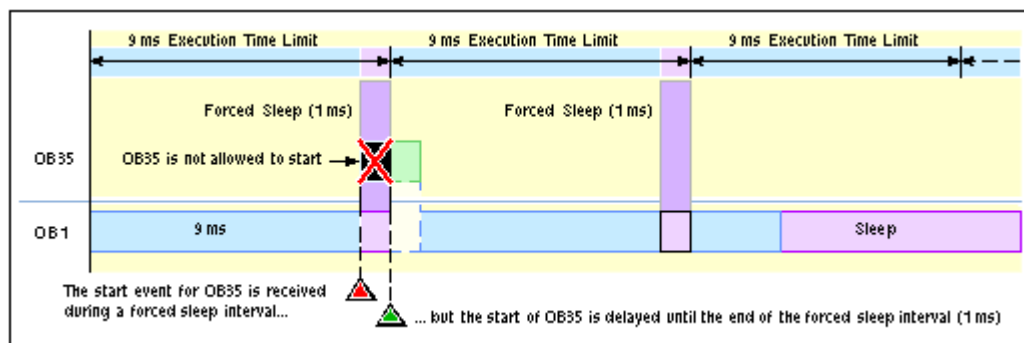 9 ms Execution Time Limit
9 ms Execution Time Limit
9 ms Execution Time Limit
Forced Sleep (1 ms)
Forced Sleep (1 ms)
OB35
OB35 is not allowed to start
OB1
9 ms
Sleep
The start event for OB35 is received
during a forced sleep interval...
... but the start of OB35 is delayed until the end of the forced sleep interval (1 ms)